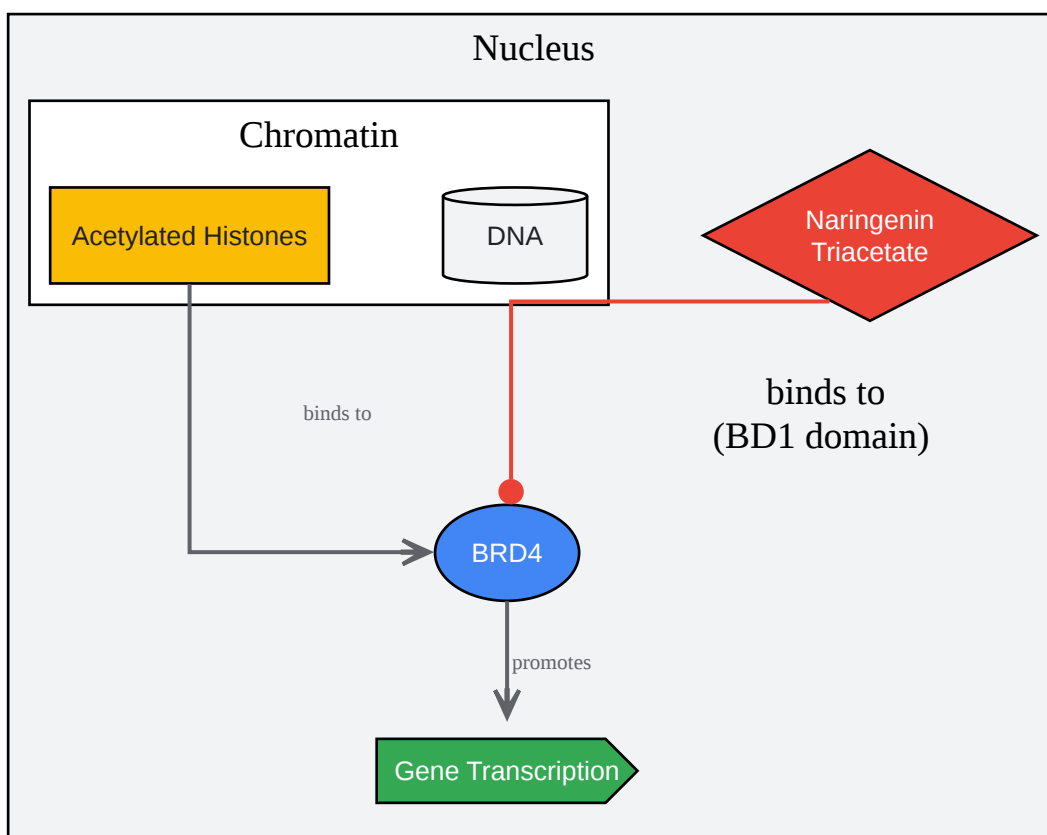 Nucleus
Chromatin
Acetylated Histones
DNA
Naringenin
Triacetate
binds to
binds to
(BD1 domain)
BRD4
promotes
Gene Transcription